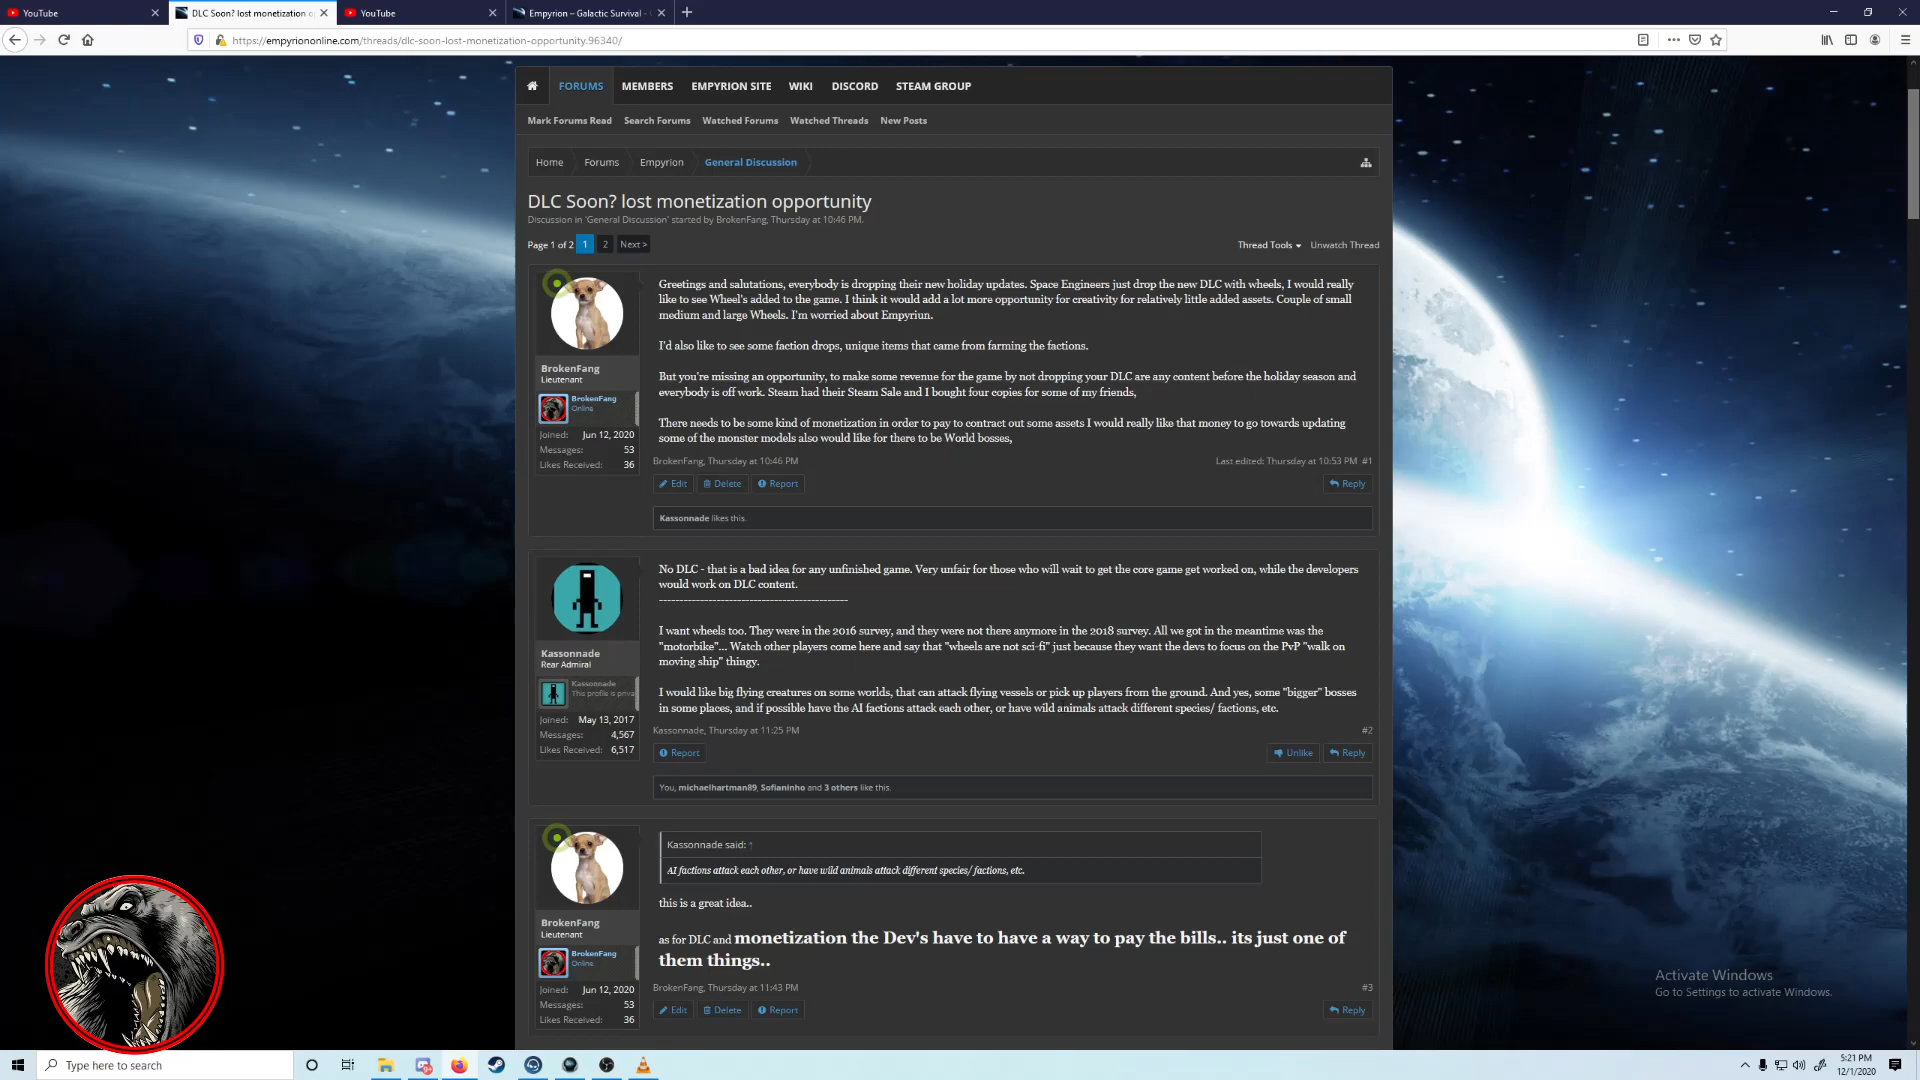 YouTube
DLC Soon? lost monetization o
YouTube
Empyrion – Galactic Survival -
https://empyriononline.com/threads/dlc-soon-lost-monetization-opportunity.96340/
FORUMS MEMBERS EMPYRION SITE WIKI DISCORD STEAM GROUP
Mark Forums Read Search Forums Watched Forums Watched Threads New Posts
Home Forums Empyrion General Discussion
DLC Soon? lost monetization opportunity
Discussion in 'General Discussion' started by BrokenFang, Thursday at 10:46 PM.
Page 1 of 2 1 2 Next > Thread Tools Unwatch Thread
BrokenFang
Lieutenant
BrokenFang
Online
Joined: Jun 12, 2020
Messages: 53
Likes Received: 36
Greetings and salutations, everybody is dropping their new holiday updates. Space Engineers just drop the new DLC with wheels, I would really
like to see Wheel's added to the game. I think it would add a lot more opportunity for creativity for relatively little added assets. Couple of small
medium and large Wheels. I'm worried about Empyriun.
I'd also like to see some faction drops, unique items that came from farming the factions.
But you're missing an opportunity, to make some revenue for the game by not dropping your DLC are any content before the holiday season and
everybody is off work. Steam had their Steam Sale and I bought four copies for some of my friends,
There needs to be some kind of monetization in order to pay to contract out some assets I would really like that money to go towards updating
some of the monster models also would like for there to be World bosses,
BrokenFang, Thursday at 10:46 PM Last edited: Thursday at 10:53 PM #1
Edit Delete Report Reply
Kassonnade likes this.
Kassonnade
Rear Admiral
Kassonnade
This profile is priva
Joined: May 13, 2017
Messages: 4,567
Likes Received: 6,517
No DLC - that is a bad idea for any unfinished game. Very unfair for those who will wait to get the core game get worked on, while the developers
would work on DLC content.
-----------------------------------------------
I want wheels too. They were in the 2016 survey, and they were not there anymore in the 2018 survey. All we got in the meantime was the
"motorbike"... Watch other players come here and say that "wheels are not sci-fi" just because they want the devs to focus on the PvP "walk on
moving ship" thingy.
I would like big flying creatures on some worlds, that can attack flying vessels or pick up players from the ground. And yes, some "bigger" bosses
in some places, and if possible have the AI factions attack each other, or have wild animals attack different species/ factions, etc.
Kassonnade, Thursday at 11:25 PM #2
Report Unlike Reply
You, michaelhartman89, Sofianinho and 3 others like this.
BrokenFang
Lieutenant
BrokenFang
Online
Joined: Jun 12, 2020
Messages: 53
Likes Received: 36
Kassonnade said: ↑
AI factions attack each other, or have wild animals attack different species/ factions, etc.
this is a great idea..
as for DLC and monetization the Dev's have to have a way to pay the bills.. its just one of
them things..
BrokenFang, Thursday at 11:43 PM #3
Edit Delete Report Reply
Activate Windows
Go to Settings to activate Windows.
Type here to search
5:21 PM
12/1/2020